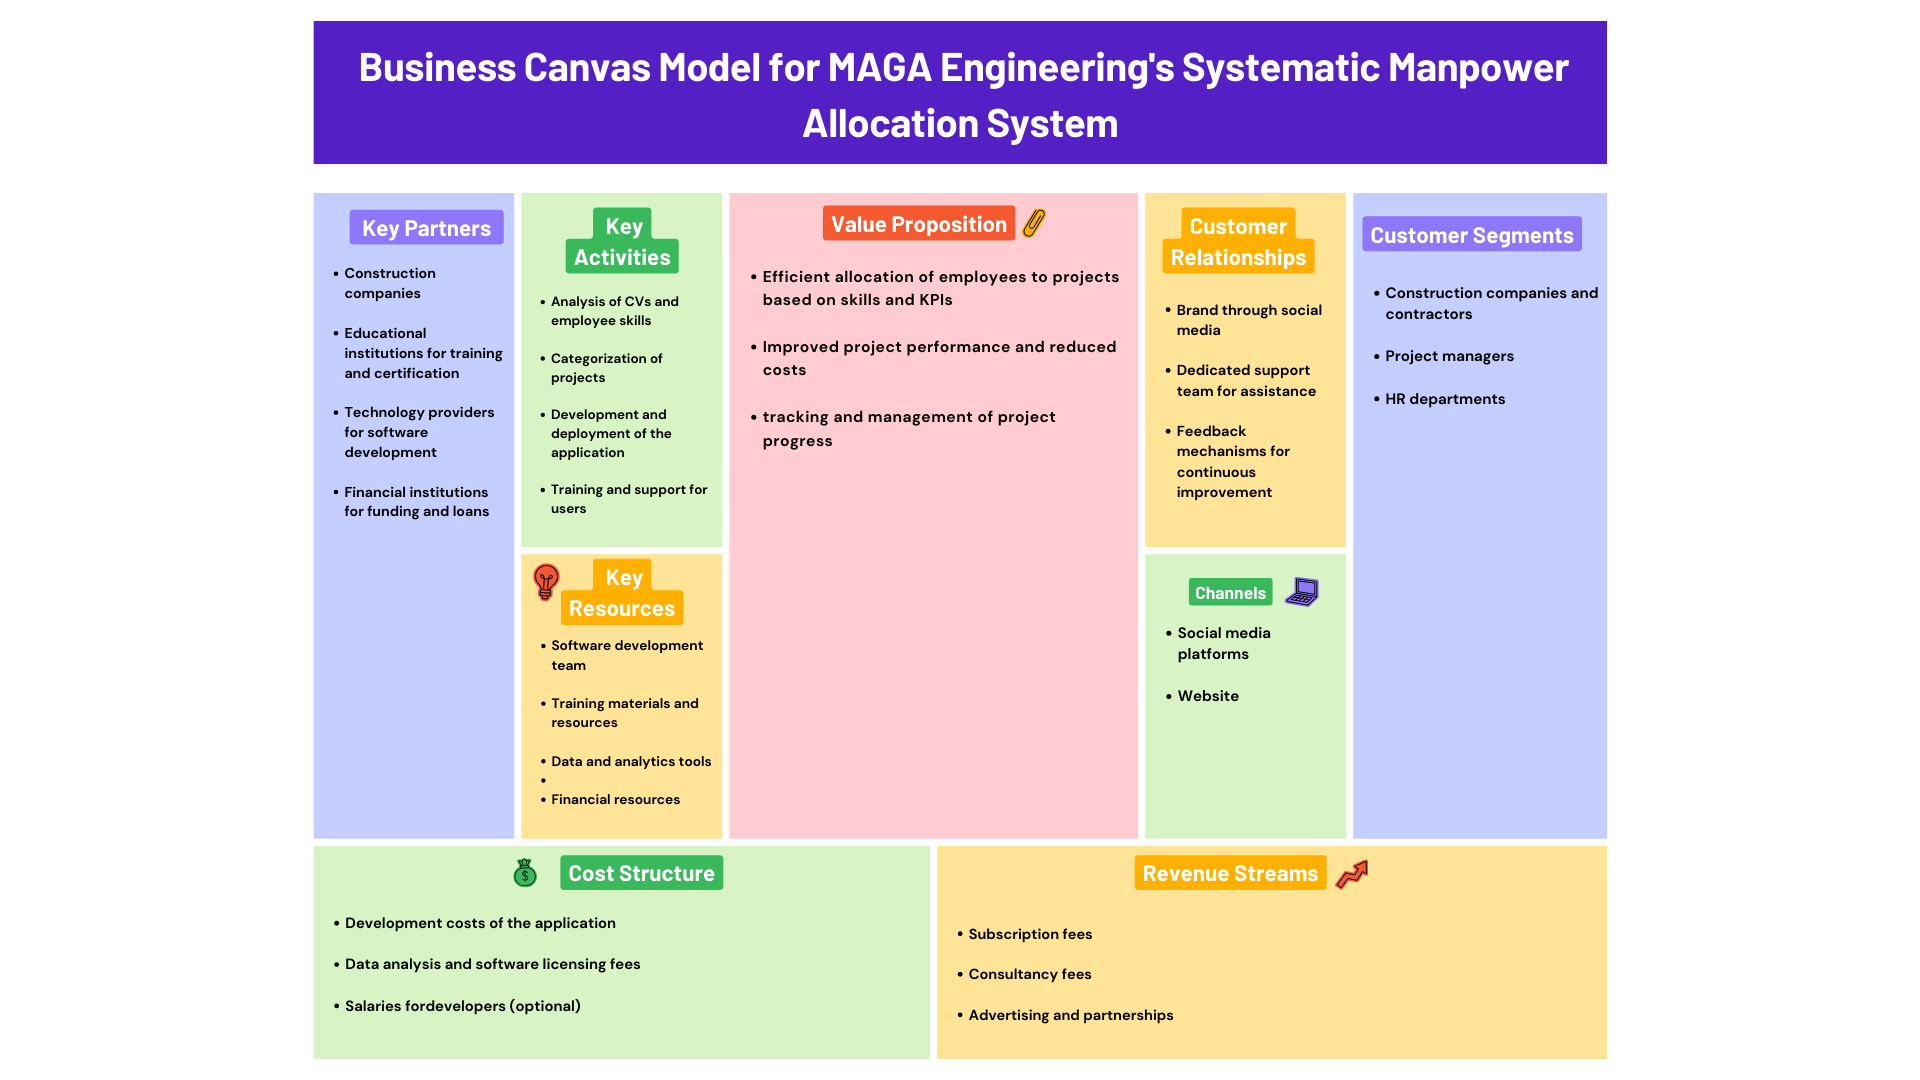 Business Canvas Model for MAGA Engineering's Systematic Manpower
Allocation System
Key Partners
• Construction
companies
• Educational
institutions for training
and certification
• Technology providers
for software
development
• Financial institutions
for funding and loans
Key
Activities
• Analysis of CVs and
employee skills
• Categorization of
projects
• Development and
deployment of the
application
• Training and support for
users
Key
Resources
• Software development
team
• Training materials and
resources
• Data and analytics tools
•
• Financial resources
Value Proposition
• Efficient allocation of employees to projects
based on skills and KPIs
• Improved project performance and reduced
costs
• tracking and management of project
progress
Customer
Relationships
• Brand through social
media
• Dedicated support
team for assistance
• Feedback
mechanisms for
continuous
improvement
Channels
• Social media
platforms
• Website
Customer Segments
• Construction companies and
contractors
• Project managers
• HR departments
Cost Structure
$
• Development costs of the application
• Data analysis and software licensing fees
• Salaries fordevelopers (optional)
Revenue Streams
• Subscription fees
• Consultancy fees
• Advertising and partnerships